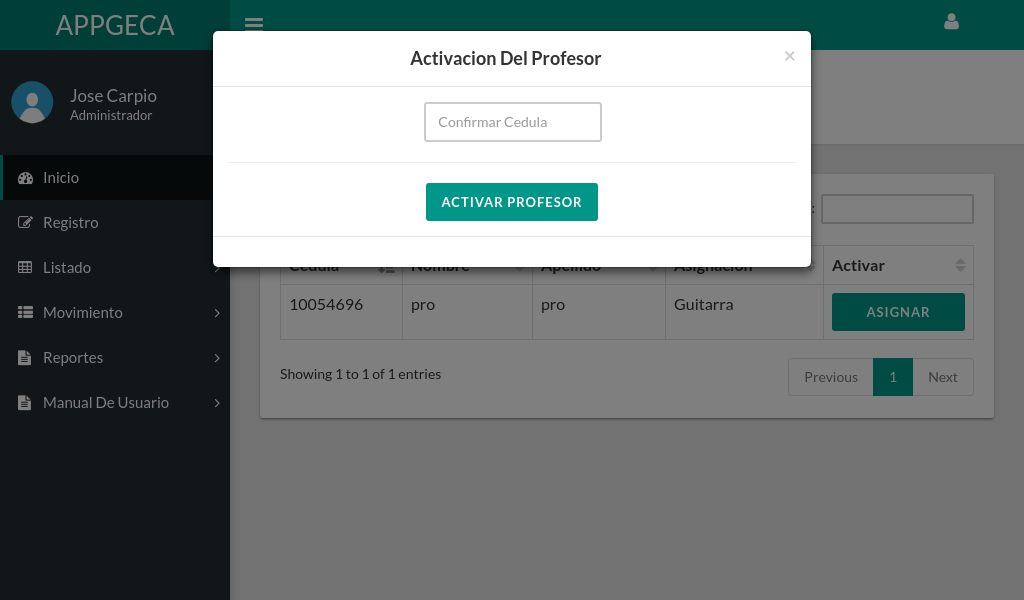 APPGECA
Activacion Del Profesor
×
Jose Carpio
Administrador
Confirmar Cedula
ACTIVAR PROFESOR
Inicio
Registro
Listado
Movimiento
Reportes
Manual De Usuario
:
Cedula Nombre Apellido Asignacion Activar
10054696 pro pro Guitarra ASIGNAR
Showing 1 to 1 of 1 entries
Previous 1 Next